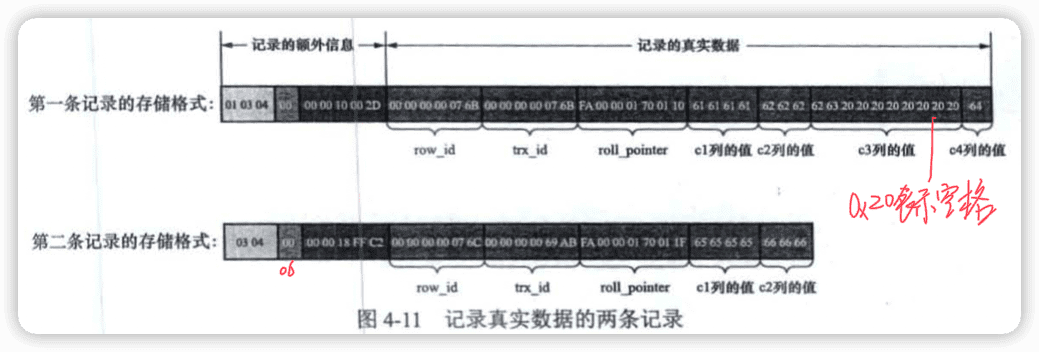 记录的额外信息 记录的真实数据
第一条记录的存储格式: 01 03 04 00 00 00 10 00 2D 00 00 00 00 07 6B 00 00 00 00 07 6B FA 00 00 01 70 01 10 61 61 61 61 62 62 62 62 63 20 20 20 20 20 20 20 20 64
row_id trx_id roll_pointer c1列的值 c2列的值 c3列的值 c4列的值
0x20表示空格
第二条记录的存储格式: 03 04 00 00 00 18 FF C2 00 00 00 00 07 6C 00 00 00 00 69 AB FA 00 00 01 70 01 1F 65 65 65 65 66 66 66
06
row_id trx_id roll_pointer c1列的值 c2列的值
图 4-11 记录真实数据的两条记录